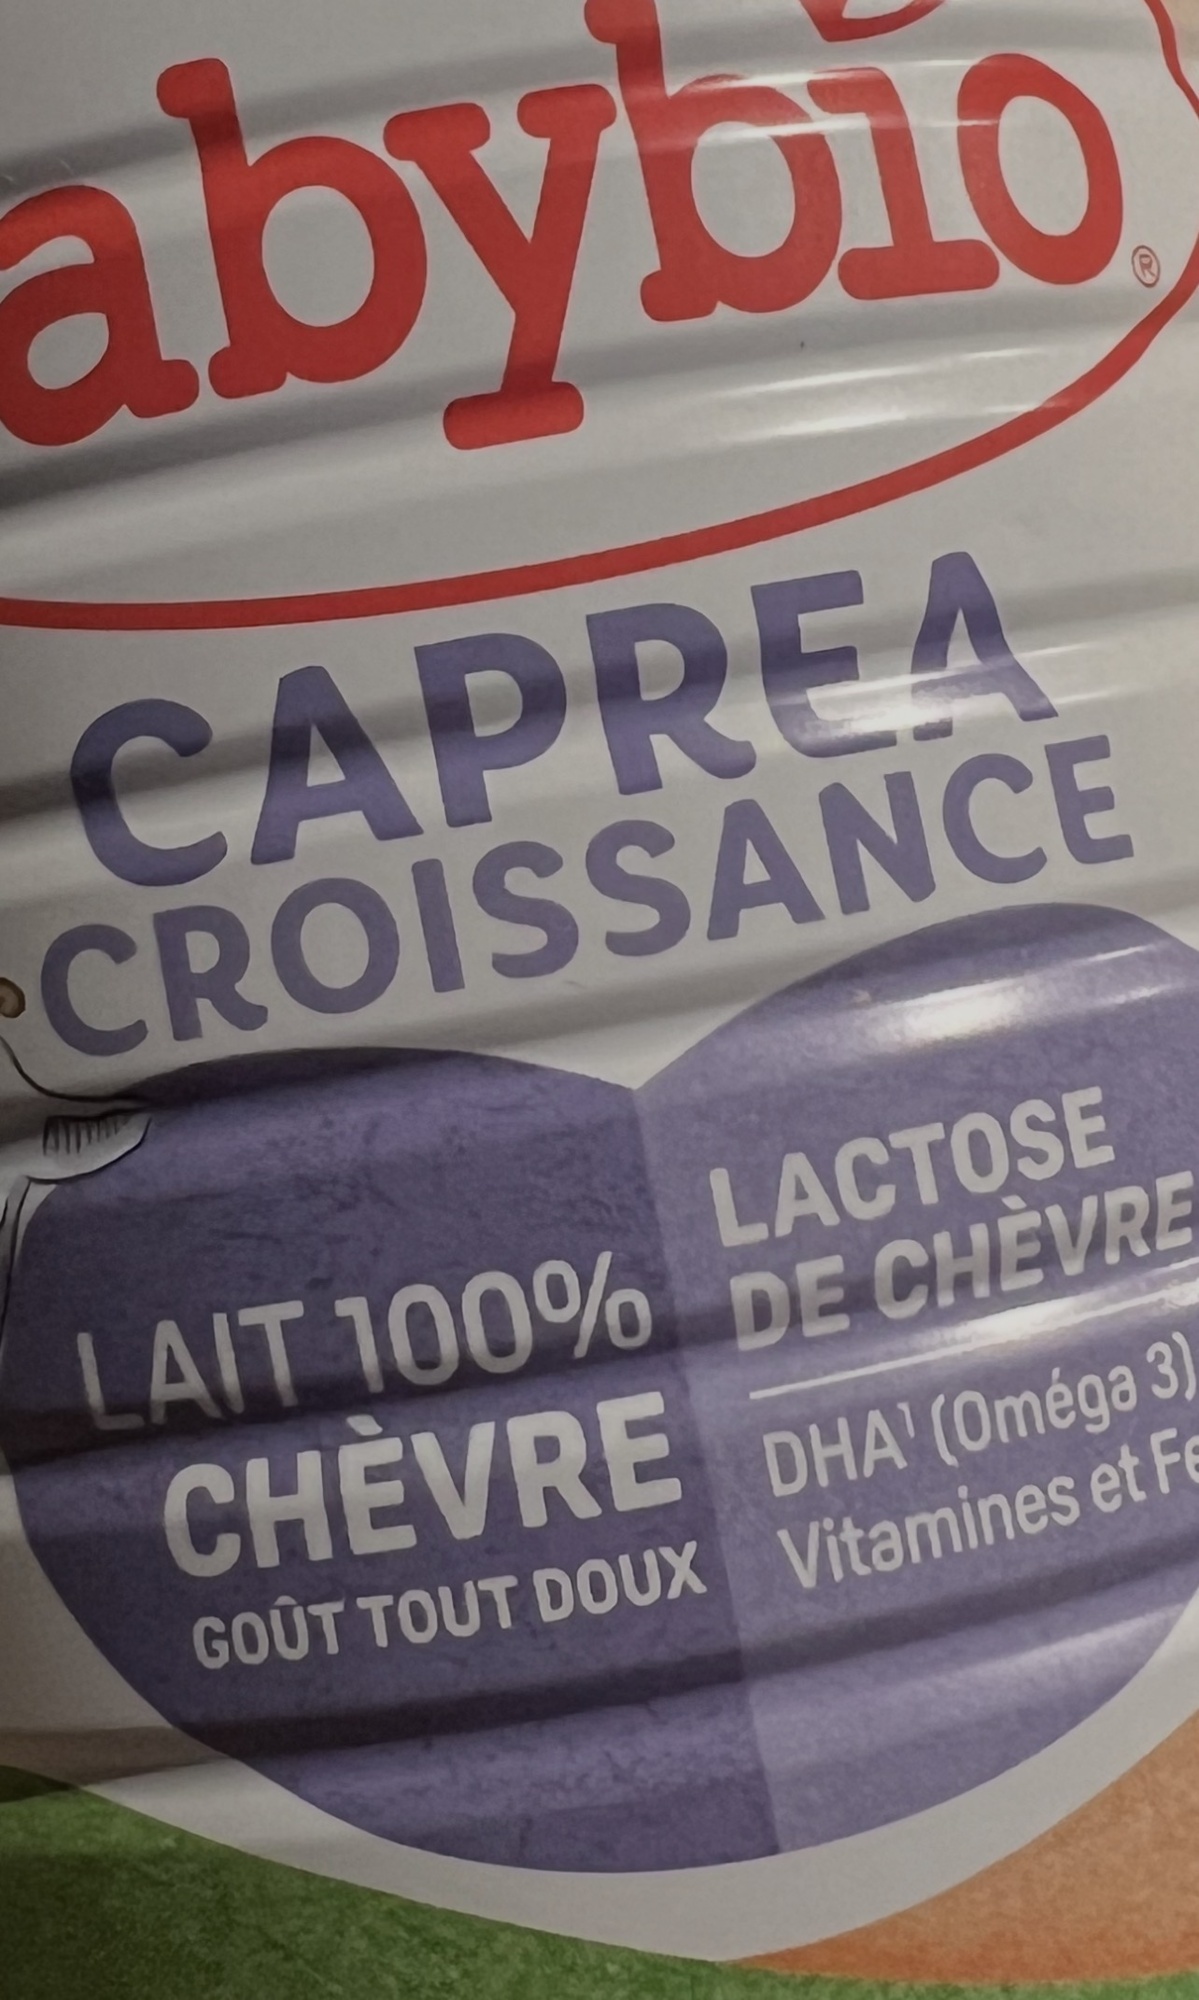 abybio®
CAPREA
CROISSANCE
LAIT 100%
CHÈVRE
GOÛT TOUT DOUX
LACTOSE
DE CHÈVRE
DHA¹ (Oméga 3)
Vitamines et Fe